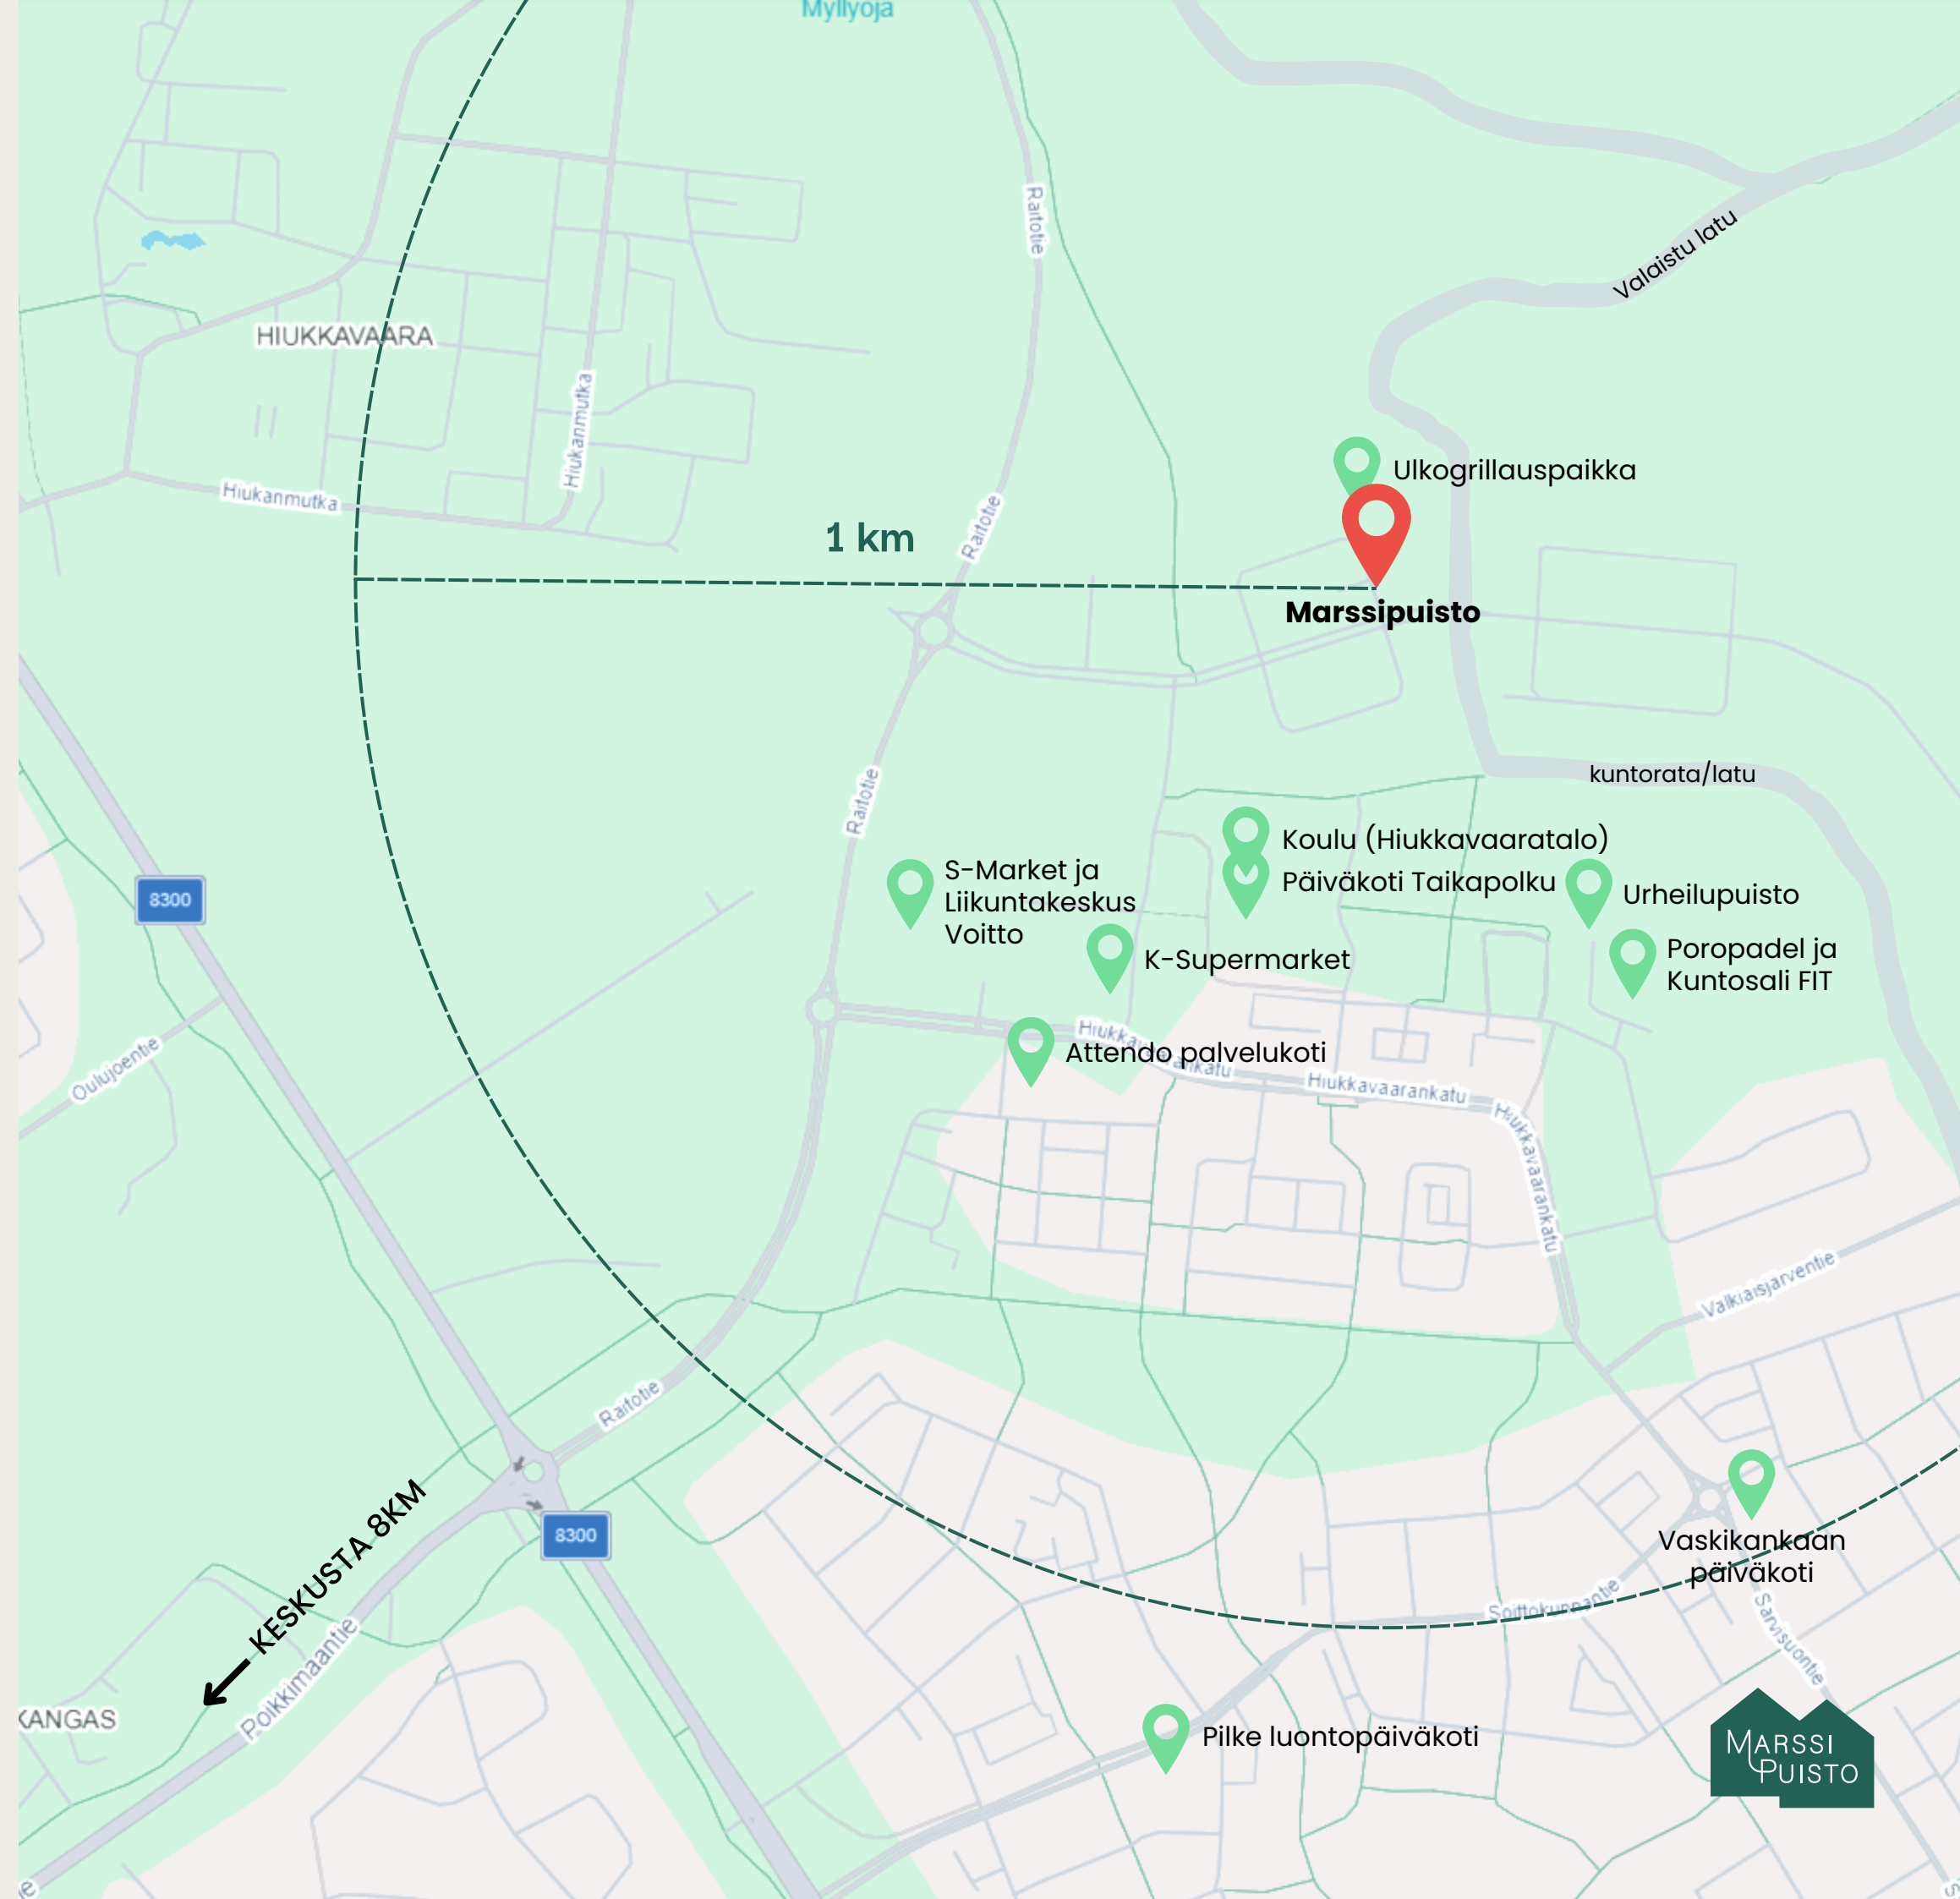 Myllyoja
Raitotie
Valaistu latu
HIUKKAVAARA
Hiukanmutka
Hiukanmutka
Ulkogrillauspaikka
Raitotie
1 km
Marssipuisto
kuntorata/latu
Raitotie
Koulu (Hiukkavaaratalo)
Päiväkoti Taikapolku
S-Market ja
Liikuntakeskus
Voitto
Urheilupuisto
8300
K-Supermarket
Poropadel ja
Kuntosali FIT
Hiukkavaarankatu
Attendo palvelukoti
Oulujoentie
Hiukkavaarankatu
Hiukkavaarankatu
Valkiaisjärventie
Raitotie
8300
KESKUSTA 8KM
Vaskikankaan
päiväkoti
Soittokunnantie
Sarvisuontie
Poikkimaantie
KANGAS
Pilke luontopäiväkoti
MARSSI
PUISTO